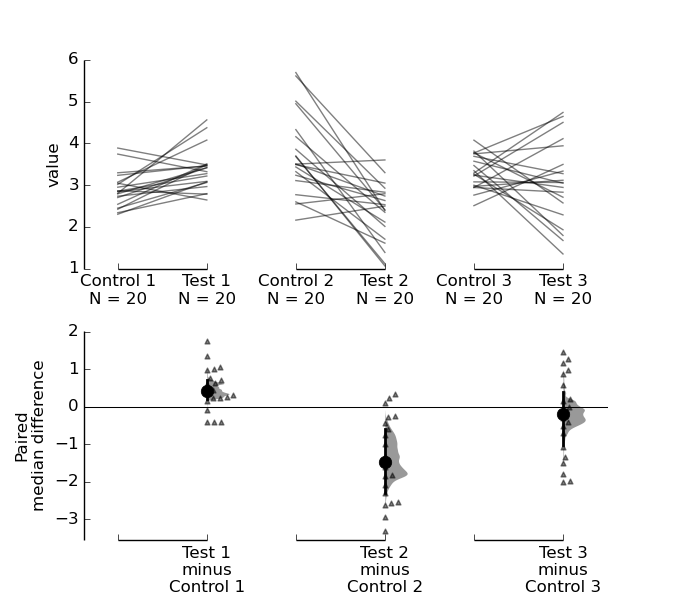 6
5
4
3
2
1
value
Control 1 Test 1 Control 2 Test 2 Control 3 Test 3
N = 20 N = 20 N = 20 N = 20 N = 20 N = 20
2
1
0
−1
−2
−3
Paired
median difference
Test 1 Test 2 Test 3
minus minus minus
Control 1 Control 2 Control 3